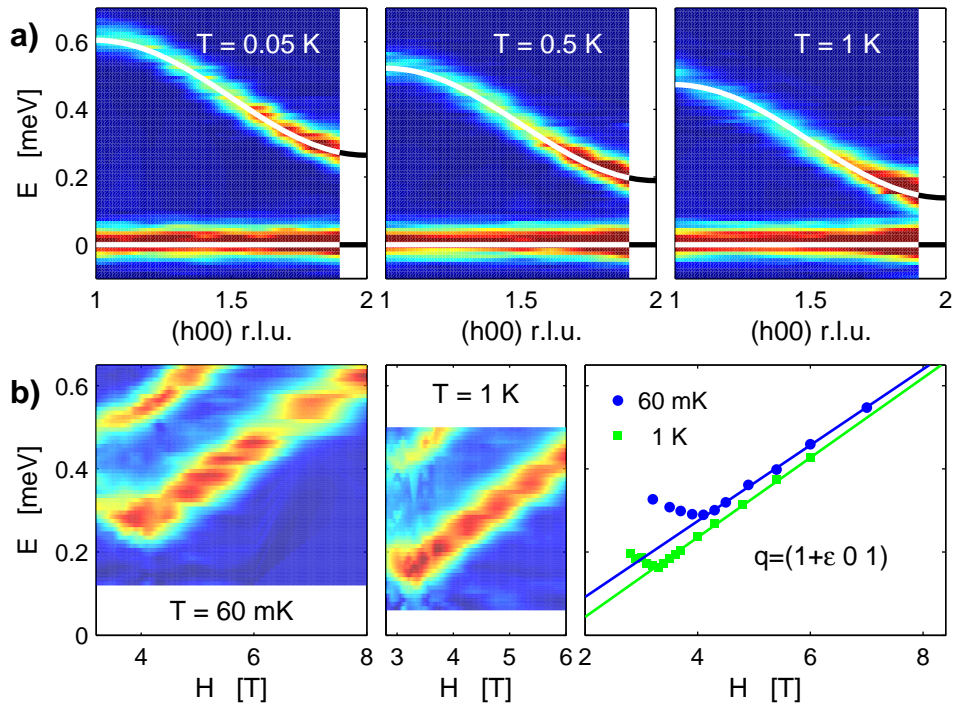 a)
T = 0.05 K
T = 0.5 K
T = 1 K
E [meV]
0.6
0.4
0.2
0
1
1.5
2
(h00) r.l.u.
1
1.5
2
(h00) r.l.u.
1
1.5
2
(h00) r.l.u.
b)
E [meV]
0.6
0.4
0.2
0
T = 60 mK
4
6
8
H [T]
T = 1 K
3
4
5
6
H [T]
60 mK
1 K
q=(1+ε 0 1)
2
4
6
8
H [T]